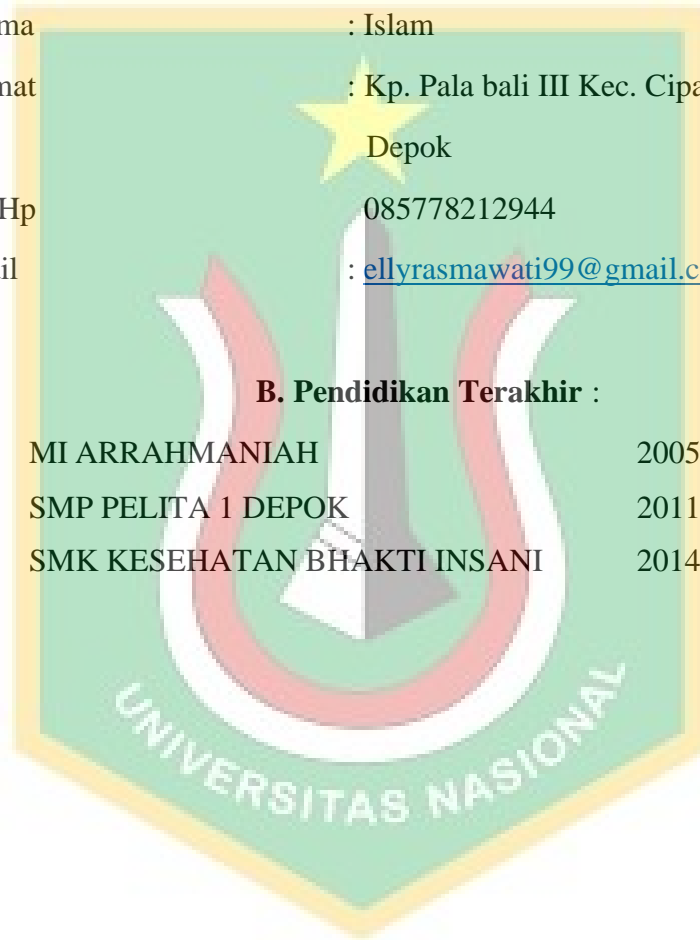 ma : Islam
mat : Kp. Pala bali III Kec. Cipa
Depok
Hp 085778212944
il : ellyrasmawati99@gmail.c
B. Pendidikan Terakhir :
MI ARRAHMANIAH 2005
SMP PELITA 1 DEPOK 2011
SMK KESEHATAN BHAKTI INSANI 2014
UNIVERSITAS NASIONAL